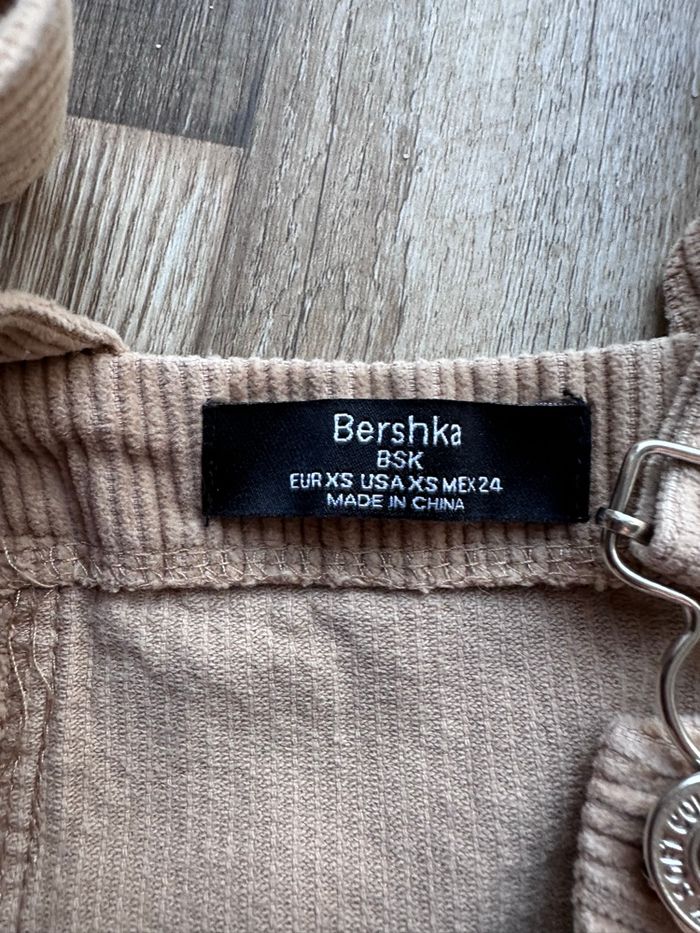 Bershka
BSK
EUR XS USA XS MEX 24
MADE IN CHINA